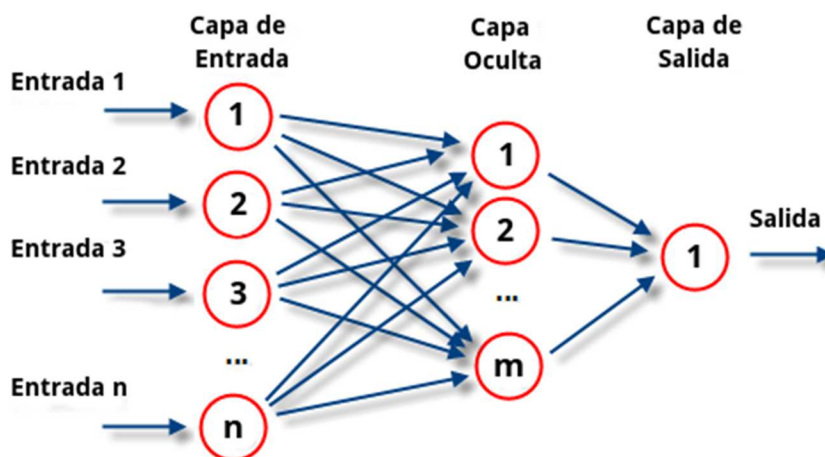 Capa de
Entrada
Capa
Oculta
Capa de
Salida
Entrada 1
1
Entrada 2
2
Entrada 3
3
...
Entrada n
n
1
2
...
m
1
Salida